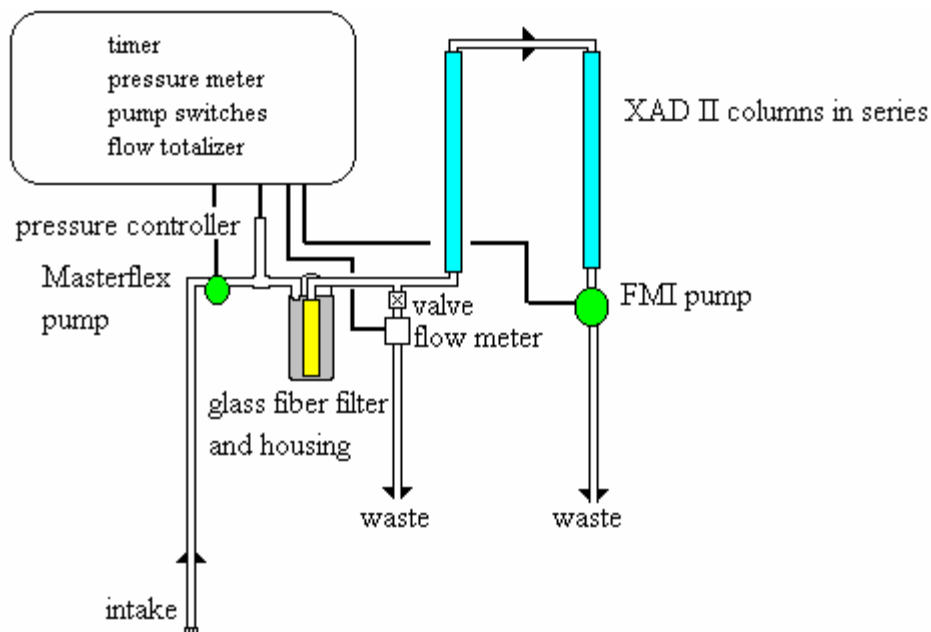 timer
pressure meter
pump switches
flow totalizer
XAD II columns in series
pressure controller
Masterflex
pump
FMI pump
valve
flow meter
glass fiber filter
and housing
waste
waste
intake